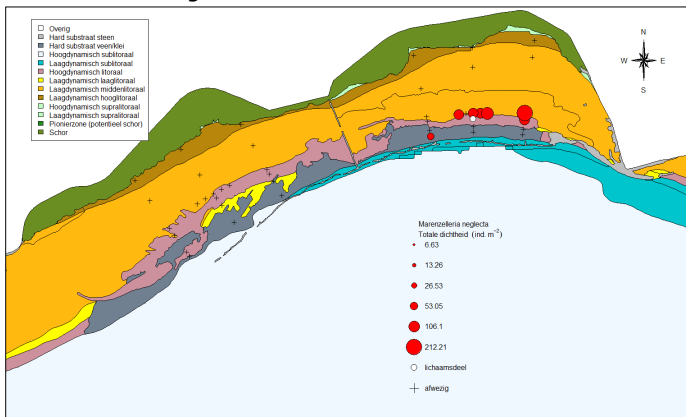 Overig
Hard substraat steen
Hard substraat veen/klei
Hoogdynamisch sublitoraal
Laagdynamisch sublitoraal
Hoogdynamisch litoraal
Laagdynamisch laaglitoraal
Laagdynamisch middenlitoraal
Laagdynamisch hooglitoraal
Hoogdynamisch supralitoraal
Laagdynamisch supralitoraal
Pionierzone (potentieel schor)
Schor
N
W E
S
Marenzelleria neglecta
Totale dichtheid (ind. m⁻²)
6.63
13.26
26.53
53.05
106.1
212.21
lichaamsdeel
afwezig